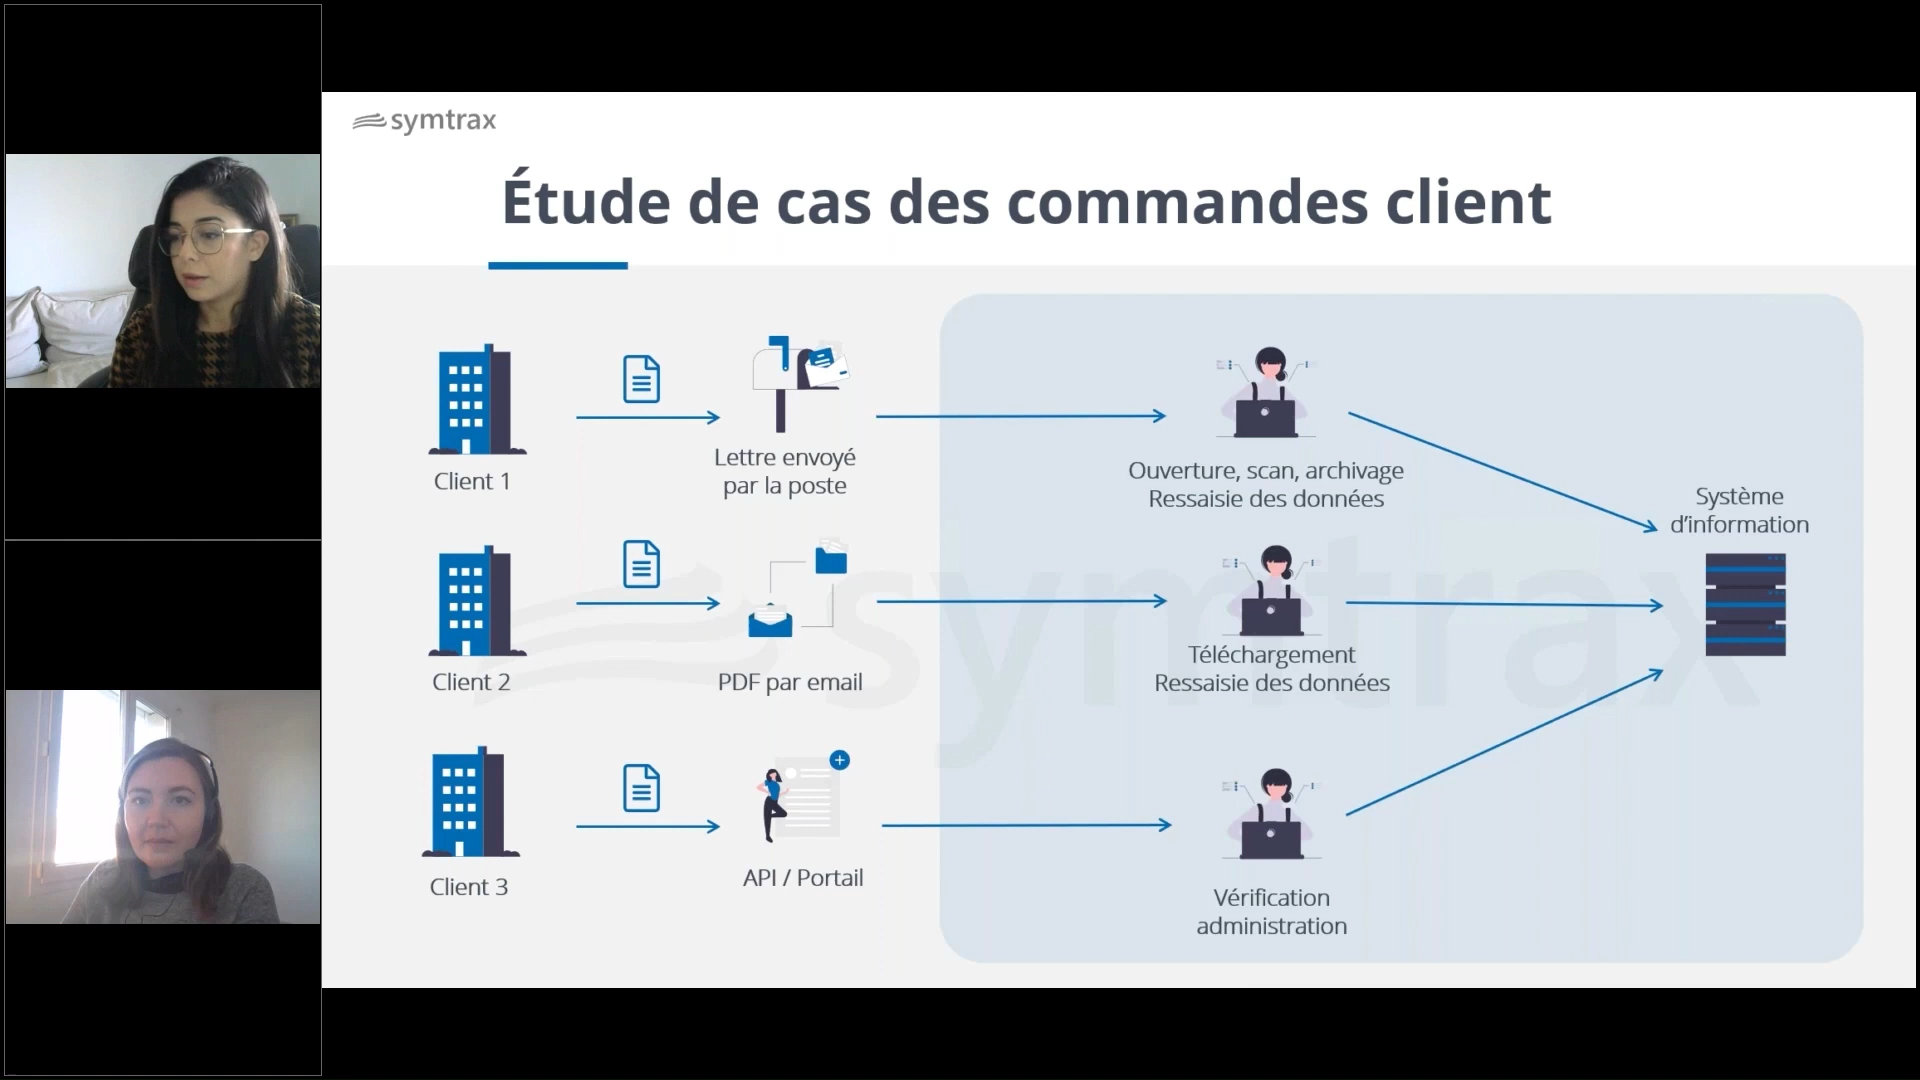 symtrax
Étude de cas des commandes client
Client 1
Lettre envoyé
par la poste
Ouverture, scan, archivage
Ressaisie des données
Système
d'information
Client 2
PDF par email
Téléchargement
Ressaisie des données
Client 3
API / Portail
Vérification
administration
symtrax